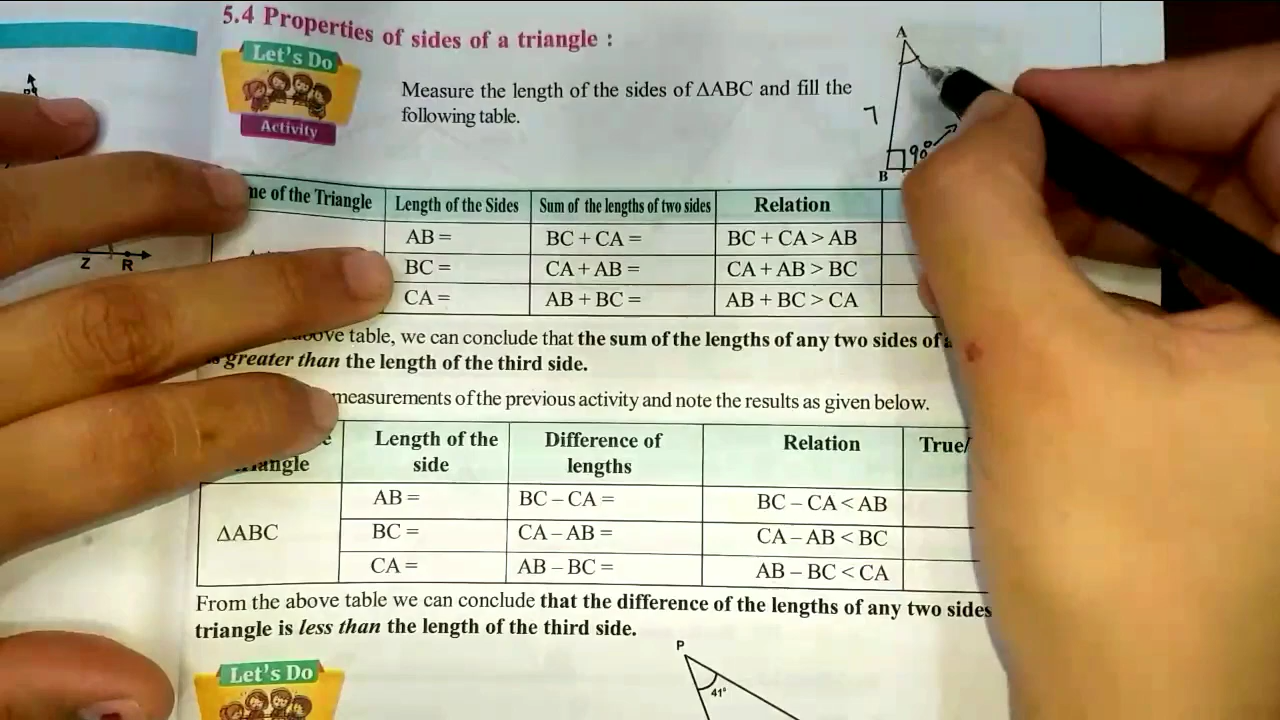 5.4 Properties of sides of a triangle :
Let's Do
Activity
Measure the length of the sides of ΔABC and fill the
following table.
A
7
90°
B
Z R
me of the Triangle Length of the Sides Sum of the lengths of two sides Relation
AB = BC + CA = BC + CA > AB
BC = CA + AB = CA + AB > BC
CA = AB + BC = AB + BC > CA
above table, we can conclude that the sum of the lengths of any two sides of
greater than the length of the third side.
measurements of the previous activity and note the results as given below.
Length of the side Difference of lengths Relation True/
ΔABC
AB = BC – CA = BC – CA < AB
BC = CA – AB = CA – AB < BC
CA = AB – BC = AB – BC < CA
From the above table we can conclude that the difference of the lengths of any two sides
triangle is less than the length of the third side.
Let's Do
P
41°